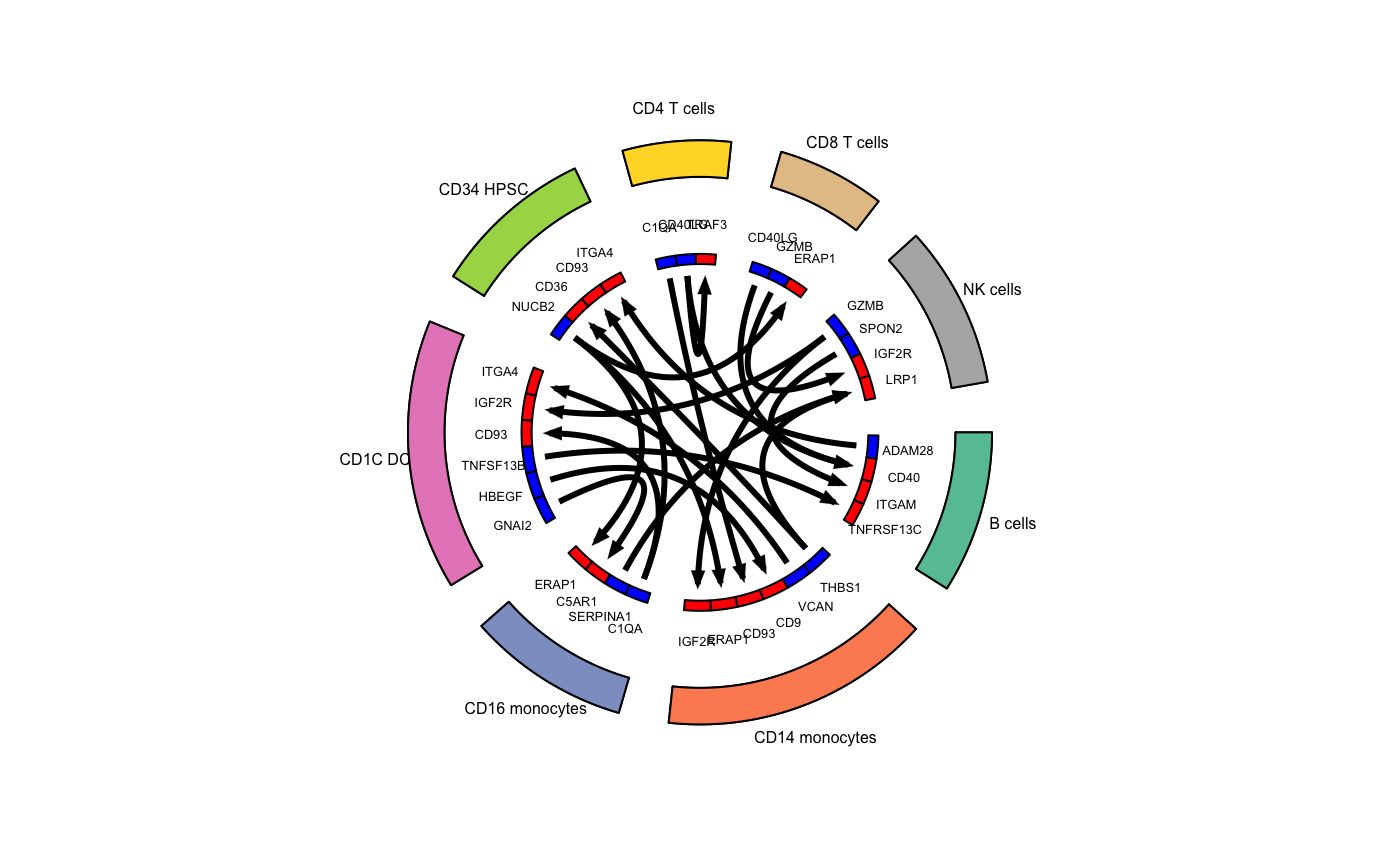 CD4 T cells
CD8 T cells
CD34 HPSC
C1QA
CD40LG
TRAF3
CD40LG
GZMB
ERAP1
ITGA4
CD93
CD36
NUCB2
NK cells
GZMB
SPON2
IGF2R
LRP1
ITGA4
IGF2R
CD93
TNFSF13B
HBEGF
GNAI2
CD1C DC
ADAM28
CD40
ITGAM
TNFRSF13C
B cells
ERAP1
C5AR1
SERPINA1
C1QA
THBS1
VCAN
CD9
CD93
ERAP1
IGF2R
CD16 monocytes
CD14 monocytes